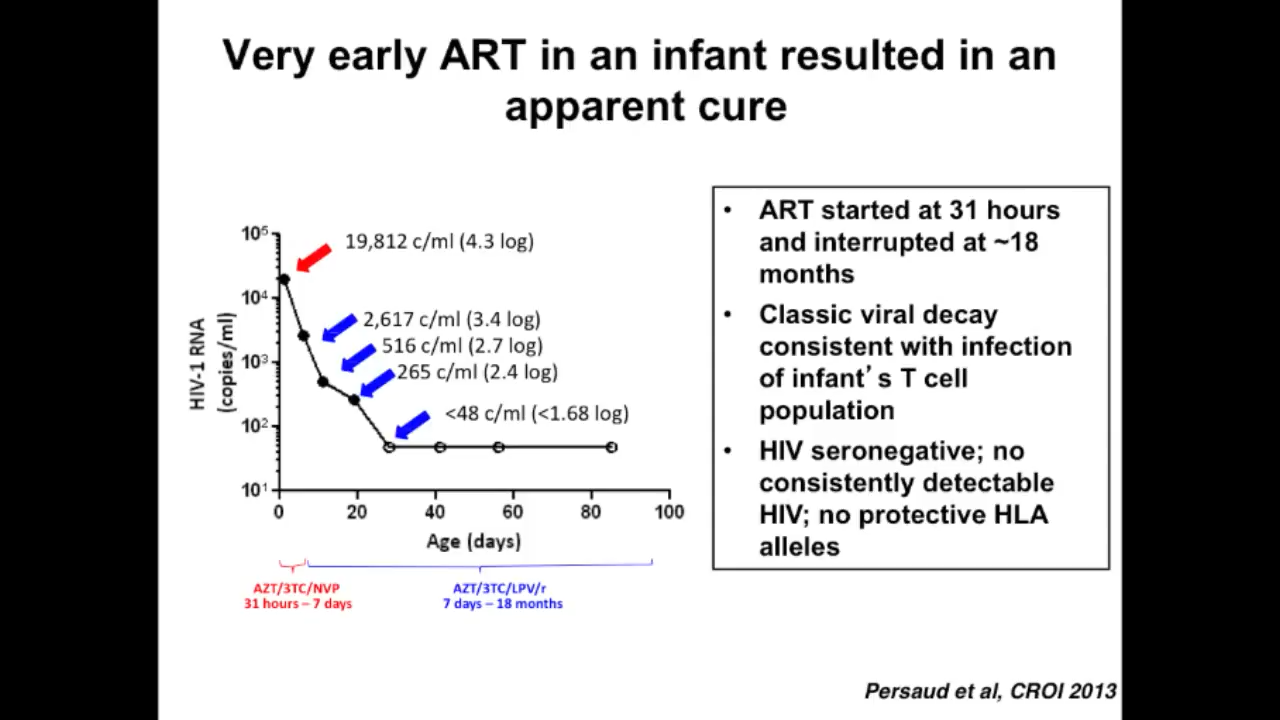 Very early ART in an infant resulted in an
apparent cure
10⁵
10⁴
10³
10²
10¹
HIV-1 RNA
(copies/ml)
19,812 c/ml (4.3 log)
2,617 c/ml (3.4 log)
516 c/ml (2.7 log)
265 c/ml (2.4 log)
<48 c/ml (<1.68 log)
0 20 40 60 80 100
Age (days)
AZT/3TC/NVP
31 hours – 7 days
AZT/3TC/LPV/r
7 days – 18 months
• ART started at 31 hours
and interrupted at ~18
months
• Classic viral decay
consistent with infection
of infant’s T cell
population
• HIV seronegative; no
consistently detectable
HIV; no protective HLA
alleles
Persaud et al, CROI 2013